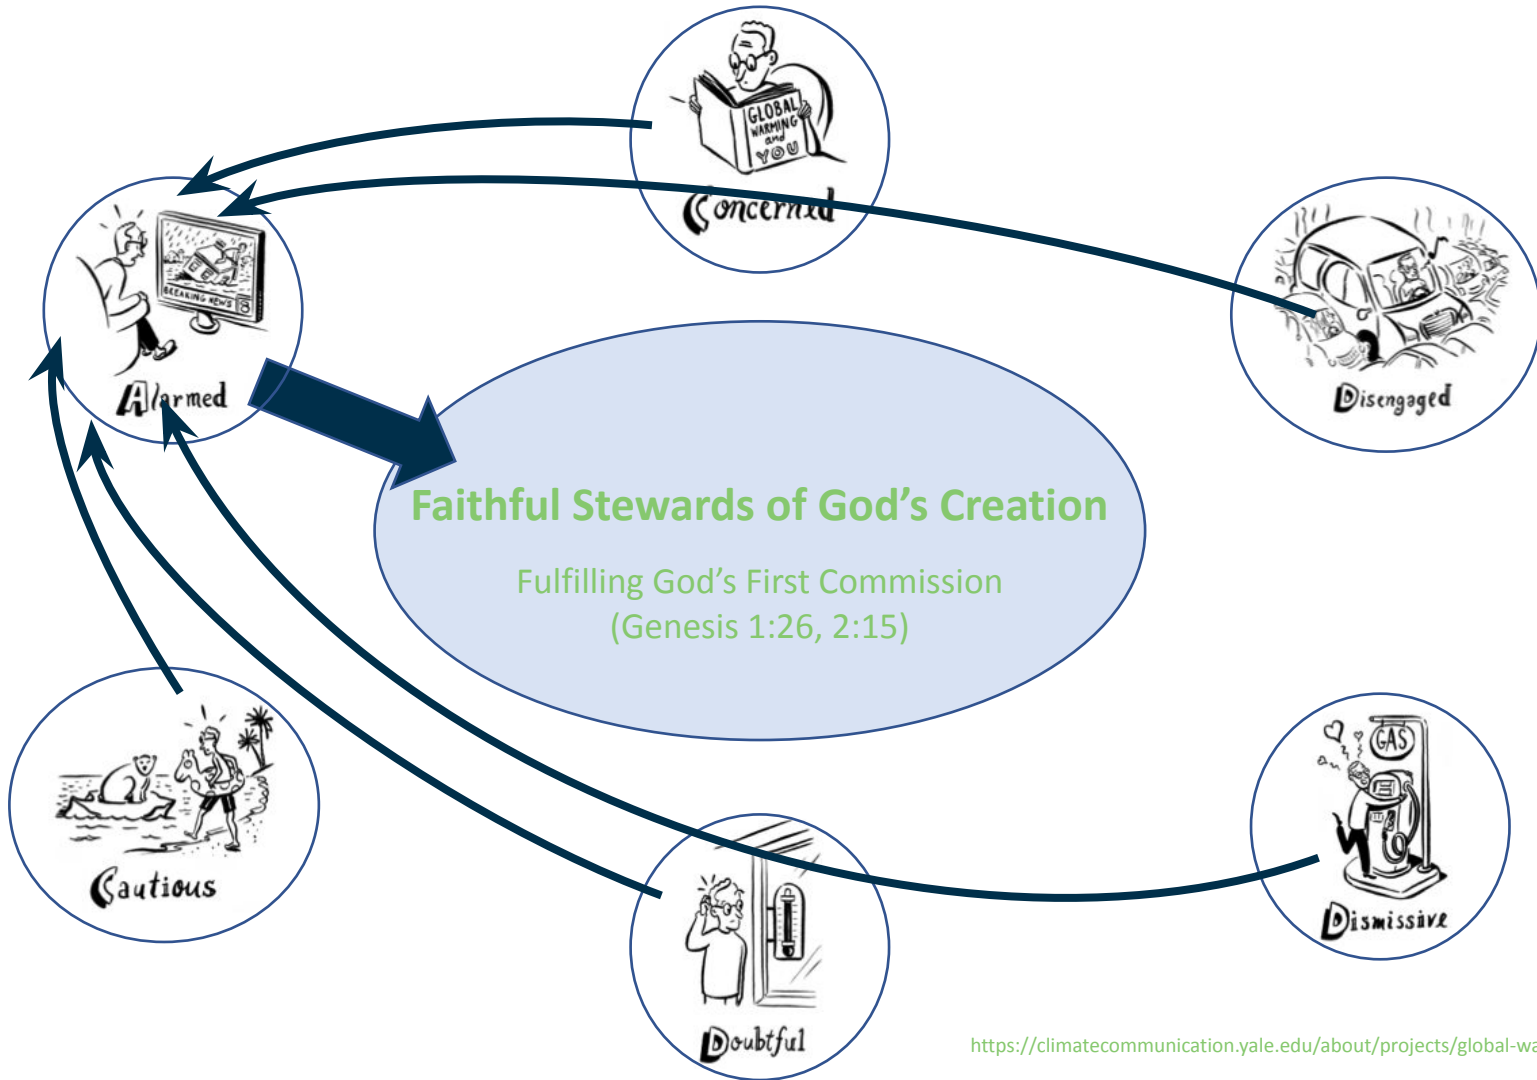 GLOBAL
WARMING
and
YOU
Concerned
BREAKING NEWS 8
Alarmed
Disengaged
Faithful Stewards of God’s Creation
Fulfilling God’s First Commission
(Genesis 1:26, 2:15)
Cautious
GAS
Dismissive
Doubtful
https://climatecommunication.yale.edu/about/projects/global-wa